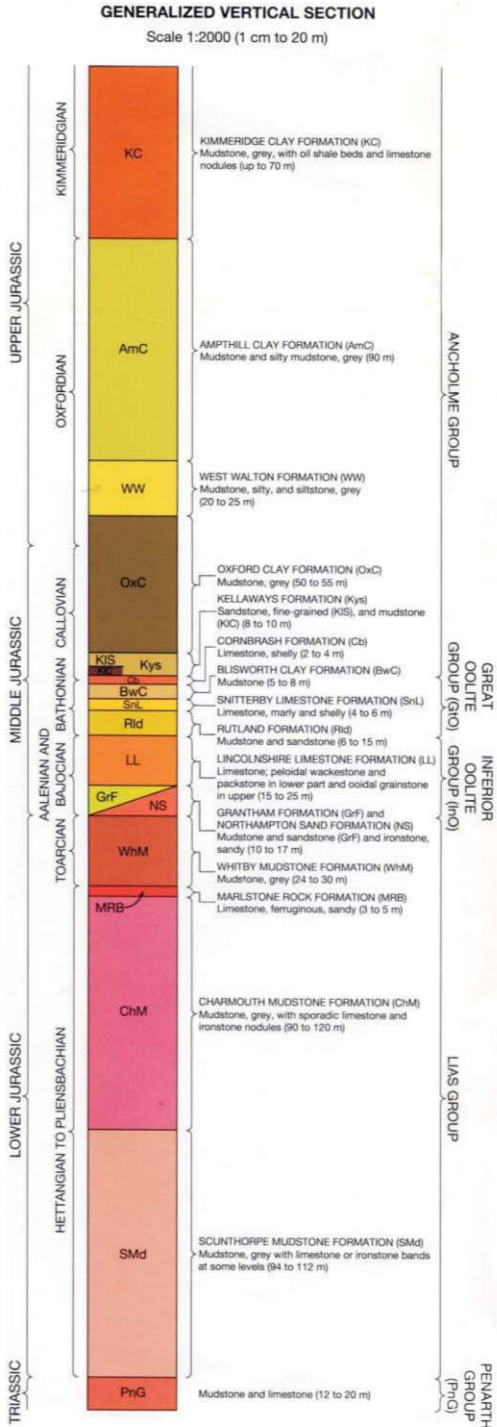 GENERALIZED VERTICAL SECTION
Scale 1:2000 (1 cm to 20 m)
UPPER JURASSIC
MIDDLE JURASSIC
LOWER JURASSIC
TRIASSIC
KIMMERIDGIAN
OXFORDIAN
CALLOVIAN
BATHONIAN
AALENIAN AND
BAJOCIAN
TOARCIAN
HETTANGIAN TO PLIENSBACHIAN
KC
AmC
WW
OxC
KlS
KlC
Kys
Cb
BwC
SnL
Rld
LL
GrF
NS
WhM
MRB
ChM
SMd
PnG
KIMMERIDGE CLAY FORMATION (KC)
Mudstone, grey, with oil shale beds and limestone
nodules (up to 70 m)
AMPTHILL CLAY FORMATION (AmC)
Mudstone and silty mudstone, grey (90 m)
WEST WALTON FORMATION (WW)
Mudstone, silty, and siltstone, grey
(20 to 25 m)
OXFORD CLAY FORMATION (OxC)
Mudstone, grey (50 to 55 m)
KELLAWAYS FORMATION (Kys)
Sandstone, fine-grained (KlS), and mudstone
(KlC) (8 to 10 m)
CORNBRASH FORMATION (Cb)
Limestone, shelly (2 to 4 m)
BLISWORTH CLAY FORMATION (BwC)
Mudstone (5 to 8 m)
SNITTERBY LIMESTONE FORMATION (SnL)
Limestone, marly and shelly (4 to 6 m)
RUTLAND FORMATION (Rld)
Mudstone and sandstone (6 to 15 m)
LINCOLNSHIRE LIMESTONE FORMATION (LL)
Limestone; peloidal wackestone and
packstone in lower part and ooidal grainstone
in upper (15 to 25 m)
GRANTHAM FORMATION (GrF) and
NORTHAMPTON SAND FORMATION (NS)
Mudstone and sandstone (GrF) and ironstone,
sandy (10 to 17 m)
WHITBY MUDSTONE FORMATION (WhM)
Mudstone, grey (24 to 30 m)
MARLSTONE ROCK FORMATION (MRB)
Limestone, ferruginous, sandy (3 to 5 m)
CHARMOUTH MUDSTONE FORMATION (ChM)
Mudstone, grey, with sporadic limestone and
ironstone nodules (90 to 120 m)
SCUNTHORPE MUDSTONE FORMATION (SMd)
Mudstone, grey with limestone or ironstone bands
at some levels (94 to 112 m)
Mudstone and limestone (12 to 20 m)
ANCHOLME GROUP
GREAT
OOLITE
GROUP (GtO)
INFERIOR
OOLITE
GROUP (InO)
LIAS GROUP
PENARTH
GROUP
(PnG)